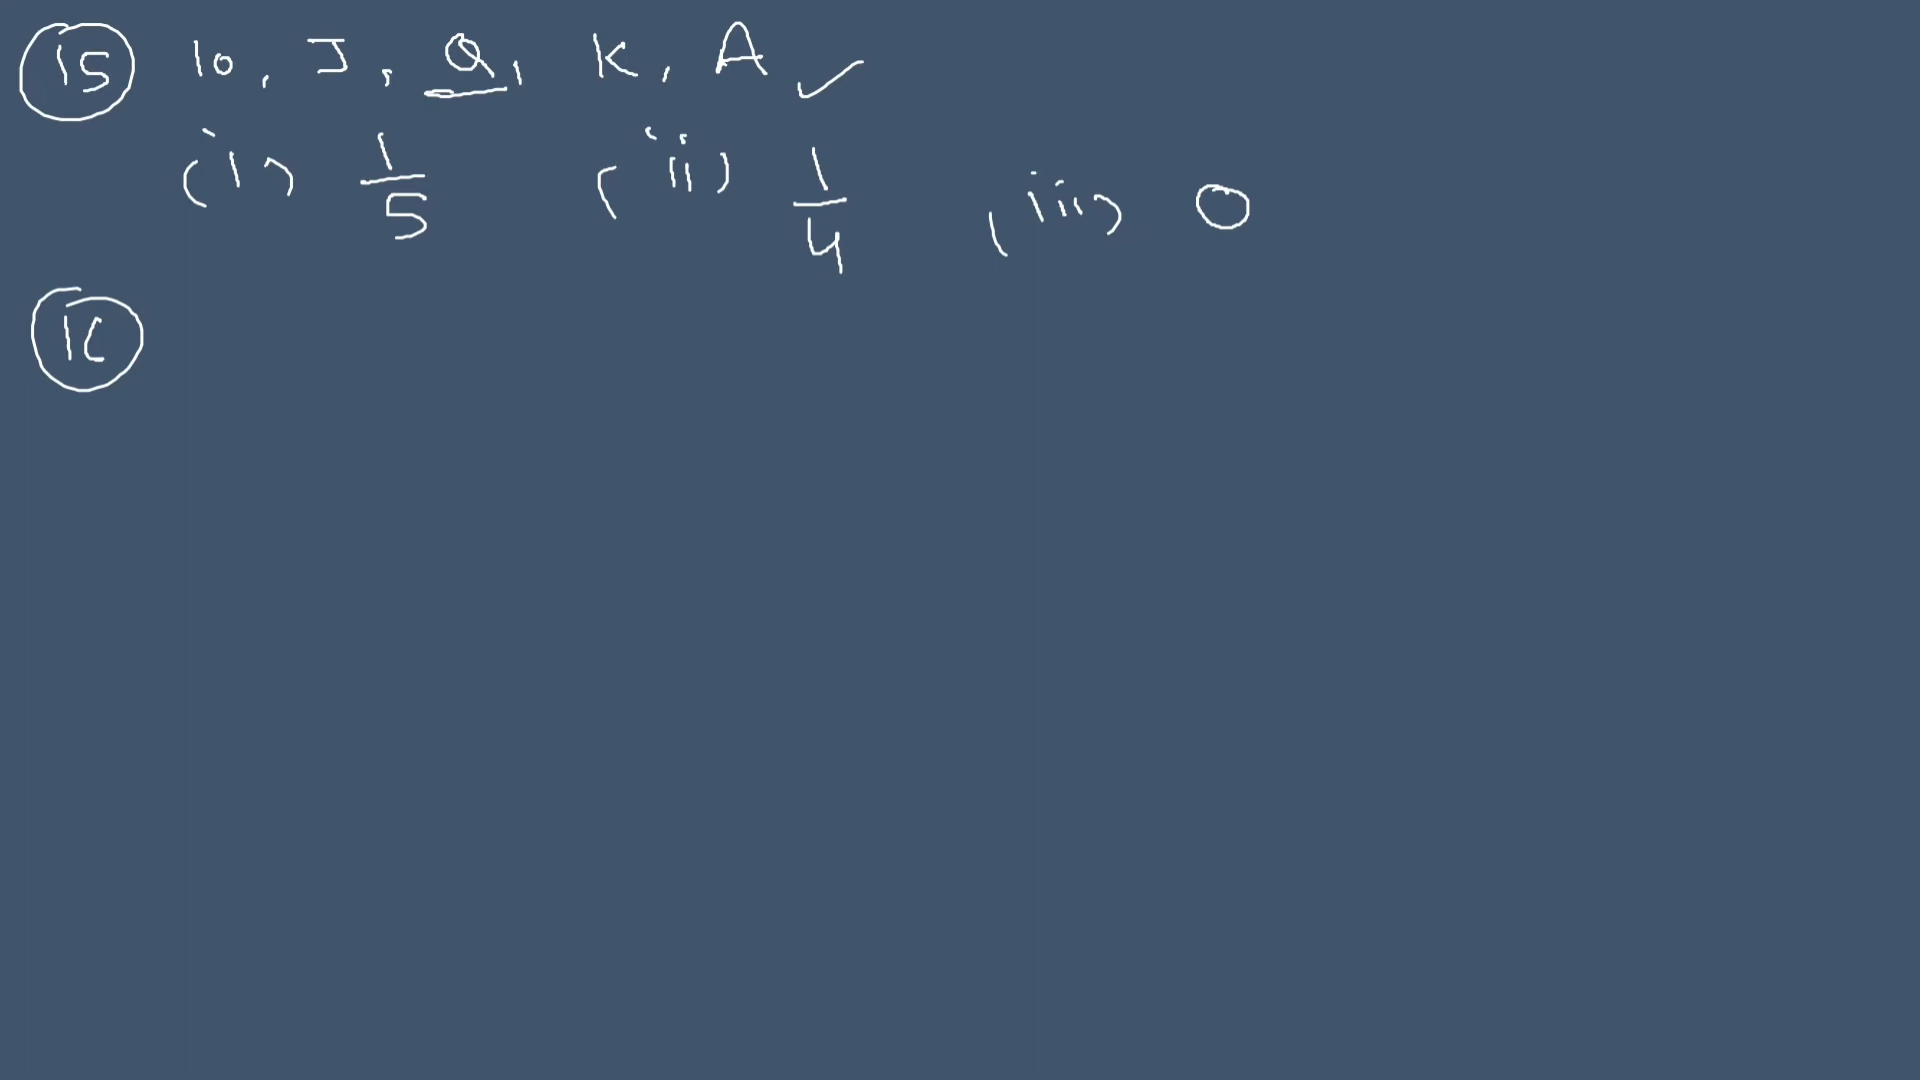 15 10, J, Q, K, A ✓
(i) 1/5 (ii) 1/4 (iii) 0
16